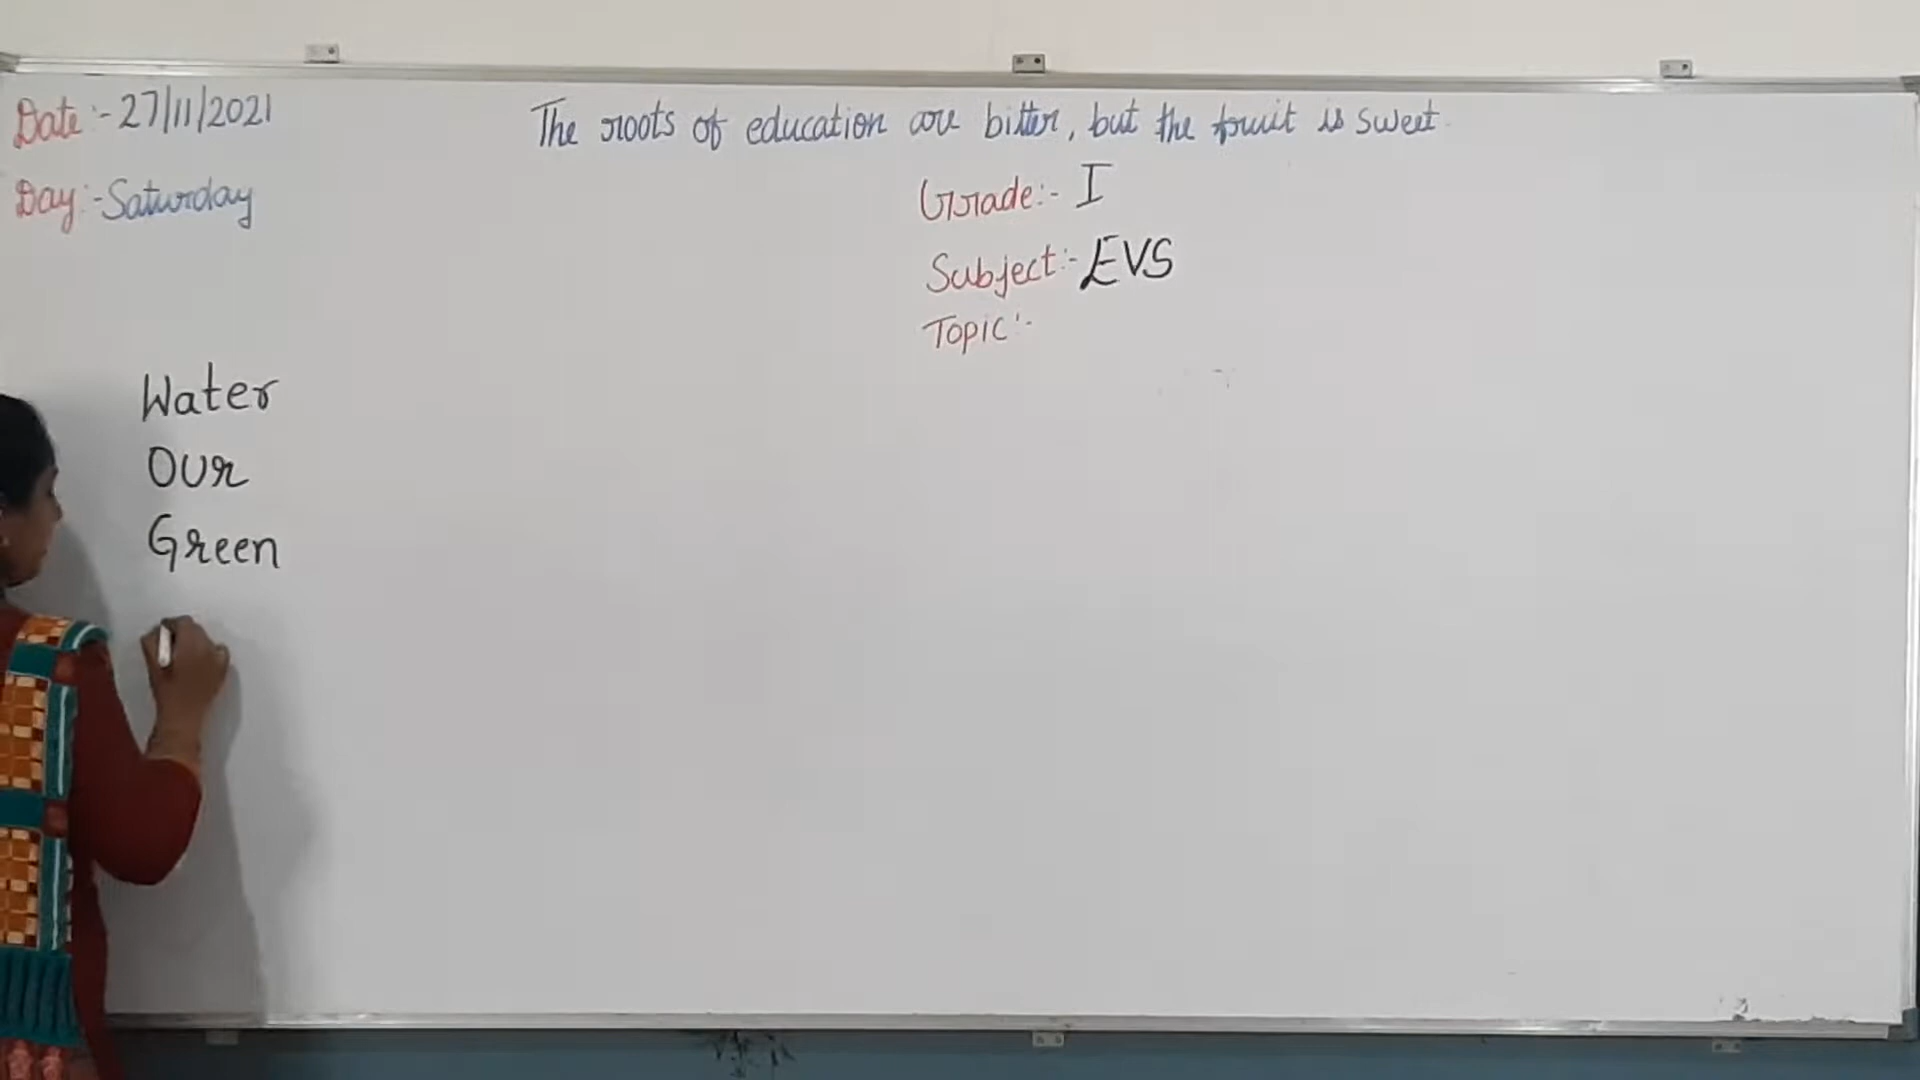 Date:-27/11/2021
The roots of education are bitter, but the fruit is sweet.
Day:-Saturday
Grade:- I
Subject:- EVS
Topic:-
Water
Our
Green